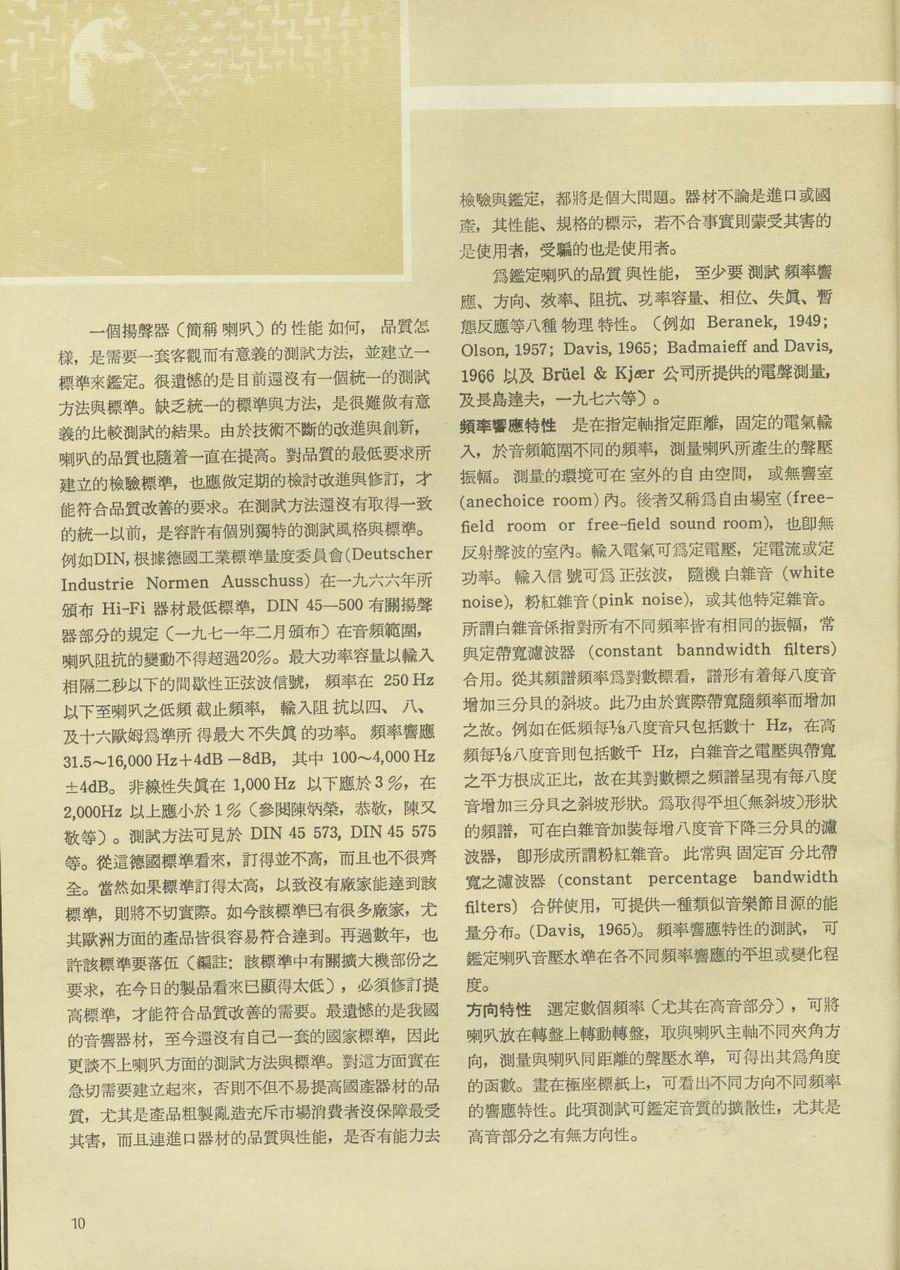 一個揚聲器（簡稱喇叭）的性能如何，品質怎
樣，是需要一套客觀而有意義的測試方法，並建立一
標準來鑑定。很遺憾的是目前還沒有一個統一的測試
方法與標準。缺乏統一的標準與方法，是很難做有意
義的比較測試的結果。由於技術不斷的改進與創新，
喇叭的品質也隨着一直在提高。對品質的最低要求所
建立的檢驗標準，也應做定期的檢討改進與修訂，才
能符合品質改善的要求。在測試方法還沒有取得一致
的統一以前，是容許有個別獨特的測試風格與標準。
例如DIN, 根據德國工業標準量度委員會(Deutscher
Industrie Normen Ausschuss) 在一九六六年所
頒布 Hi-Fi 器材最低標準，DIN 45—500 有關揚聲
器部分的規定（一九七一年二月頒布）在音頻範圍，
喇叭阻抗的變動不得超過20%。最大功率容量以輸入
相隔二秒以下的間歇性正弦波信號，頻率在 250 Hz
以下至喇叭之低頻截止頻率，輸入阻抗以四、八、
及十六歐姆爲準所得最大不失眞的功率。頻率響應
31.5～16,000 Hz＋4dB －8dB， 其中 100～4,000 Hz
±4dB。非線性失眞在 1,000 Hz 以下應於 3 %，在
2,000Hz 以上應小於 1 %（參閱陳炳榮，恭敬，陳又
敬等）。測試方法可見於 DIN 45 573, DIN 45 575
等。從這德國標準看來，訂得並不高，而且也不很齊
全。當然如果標準訂得太高，以致沒有廠家能達到該
標準，則將不切實際。如今該標準已有很多廠家，尤
其歐洲方面的產品皆很容易符合達到。再過數年，也
許該標準要落伍（編註：該標準中有關擴大機部份之
要求，在今日的製品看來已顯得太低），必須修訂提
高標準，才能符合品質改善的需要。最遺憾的是我國
的音響器材，至今還沒有自己一套的國家標準，因此
更談不上喇叭方面的測試方法與標準。對這方面實在
急切需要建立起來，否則不但不易提高國產器材的品
質，尤其是產品粗製亂造充斥市場消費者沒保障最受
其害，而且連進口器材的品質與性能，是否有能力去
檢驗與鑑定，都將是個大問題。器材不論是進口或國
產，其性能、規格的標示，若不合事實則蒙受其害的
是使用者，受騙的也是使用者。
爲鑑定喇叭的品質與性能，至少要測試頻率響
應、方向、效率、阻抗、功率容量、相位、失眞、暫
態反應等八種物理特性。（例如 Beranek, 1949；
Olson, 1957；Davis, 1965；Badmaieff and Davis,
1966 以及 Brüel & Kjær 公司所提供的電聲測量,
及長島達夫，一九七六等）。
頻率響應特性 是在指定軸指定距離，固定的電氣輸
入，於音頻範圍不同的頻率，測量喇叭所產生的聲壓
振幅。測量的環境可在室外的自由空間，或無響室
(anechoice room) 內。後者又稱爲自由場室 (free-
field room or free-field sound room)，也卽無
反射聲波的室內。輸入電氣可爲定電壓，定電流或定
功率。輸入信號可爲正弦波，隨機白雜音 (white
noise)，粉紅雜音 (pink noise)，或其他特定雜音。
所謂白雜音係指對所有不同頻率皆有相同的振幅，常
與定帶寬濾波器 (constant banndwidth filters)
合用。從其頻譜頻率爲對數標看，譜形有着每八度音
增加三分貝的斜坡。此乃由於實際帶寬隨頻率而增加
之故。例如在低頻每⅓八度音只包括數十 Hz，在高
頻每⅓八度音則包括數千 Hz，白雜音之電壓與帶寬
之平方根成正比，故在其對數標之頻譜呈現有每八度
音增加三分貝之斜坡形狀。爲取得平坦(無斜坡)形狀
的頻譜，可在白雜音加裝每增八度音下降三分貝的濾
波器，卽形成所謂粉紅雜音。此常與固定百分比帶
寬之濾波器 (constant percentage bandwidth
filters) 合併使用，可提供一種類似音樂節目源的能
量分布。(Davis, 1965)。頻率響應特性的測試，可
鑑定喇叭音壓水準在各不同頻率響應的平坦或變化程
度。
方向特性 選定數個頻率（尤其在高音部分），可將
喇叭放在轉盤上轉動轉盤，取與喇叭主軸不同夾角方
向，測量與喇叭同距離的聲壓水準，可得出其爲角度
的函數。畫在極座標紙上，可看出不同方向不同頻率
的響應特性。此項測試可鑑定音質的擴散性，尤其是
高音部分之有無方向性。
10